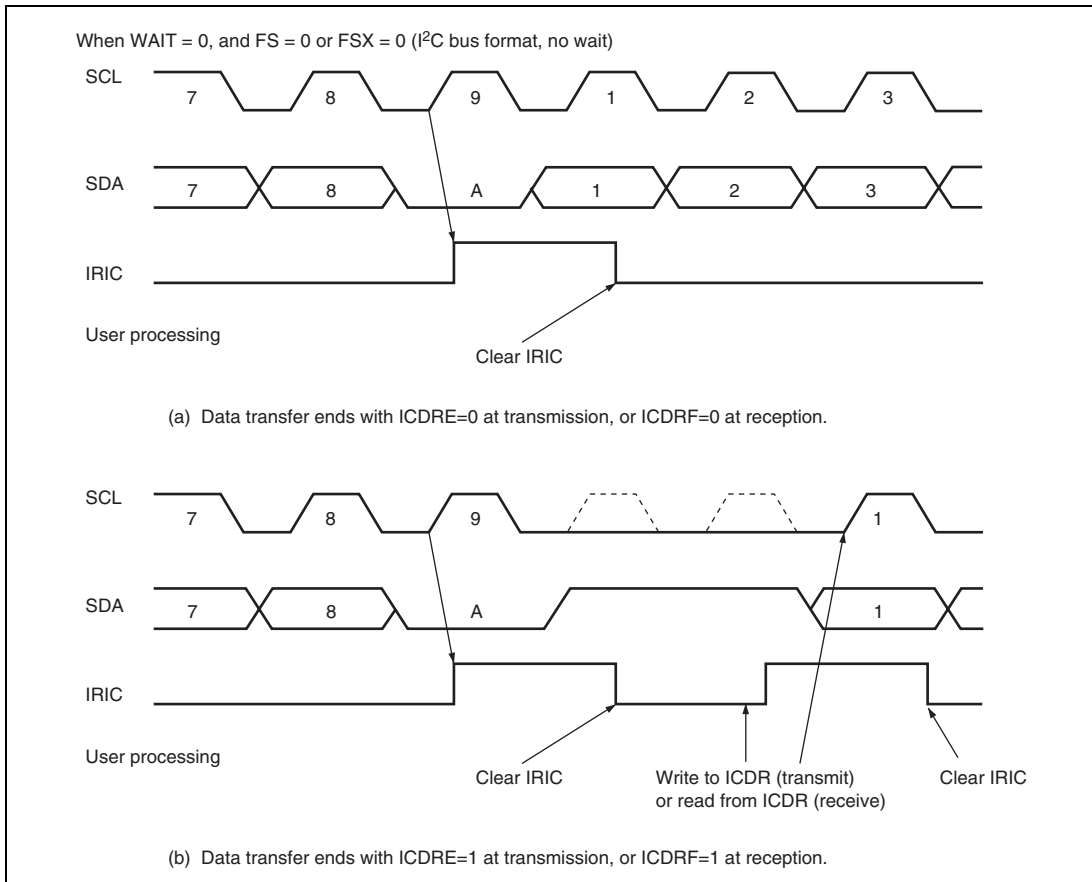 When WAIT = 0, and FS = 0 or FSX = 0 (I²C bus format, no wait)
SCL
7 8 9 1 2 3
SDA
7 8 A 1 2 3
IRIC
User processing
Clear IRIC
(a) Data transfer ends with ICDRE=0 at transmission, or ICDRF=0 at reception.
SCL
7 8 9 1
SDA
7 8 A 1
IRIC
User processing
Clear IRIC
Write to ICDR (transmit)
or read from ICDR (receive)
Clear IRIC
(b) Data transfer ends with ICDRE=1 at transmission, or ICDRF=1 at reception.